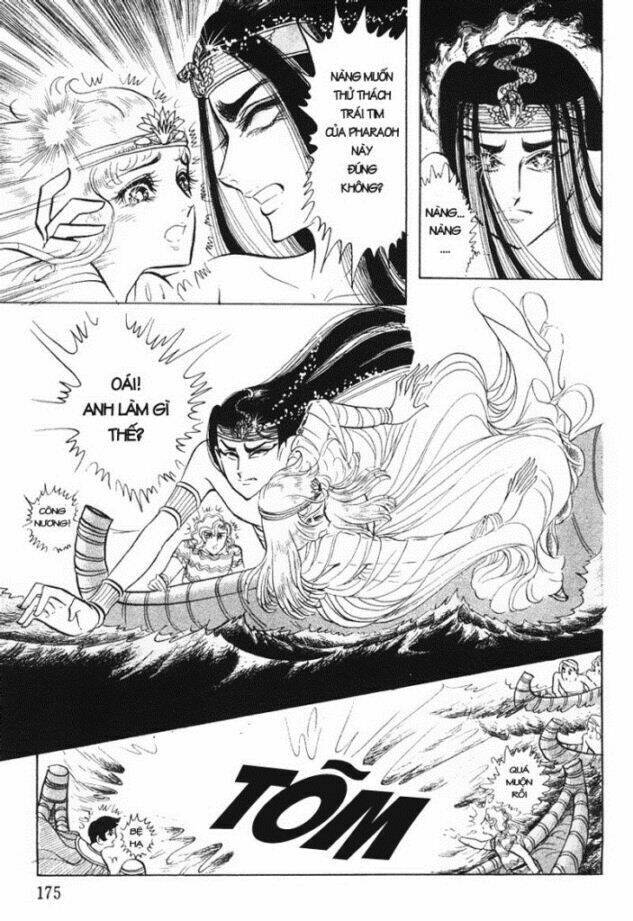 NÀNG...
NÀNG
....
NÀNG MUỐN
THỬ THÁCH
TRÁI TIM
CỦA PHARAOH
NÀY
ĐÚNG
KHÔNG?
OÁI!
ANH LÀM GÌ
THẾ?
CÔNG
NƯƠNG!
QUÁ
MUỘN
RỒI
TÕM
BỆ
HẠ
175